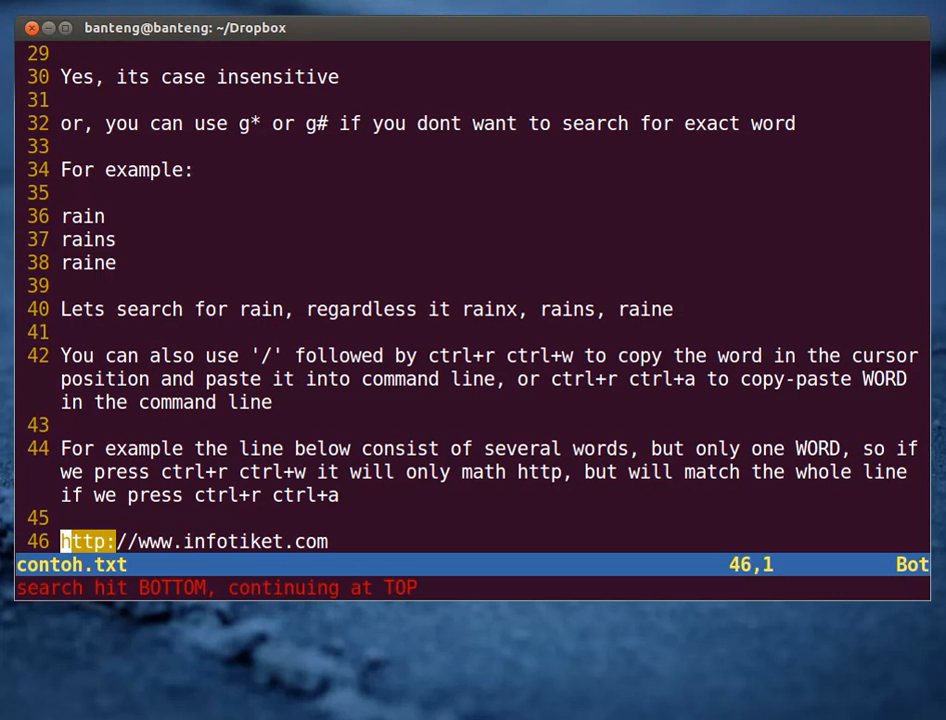 banteng@banteng: ~/Dropbox
29
30 Yes, its case insensitive
31
32 or, you can use g* or g# if you dont want to search for exact word
33
34 For example:
35
36 rain
37 rains
38 raine
39
40 Lets search for rain, regardless it rainx, rains, raine
41
42 You can also use '/' followed by ctrl+r ctrl+w to copy the word in the cursor
position and paste it into command line, or ctrl+r ctrl+a to copy-paste WORD
in the command line
43
44 For example the line below consist of several words, but only one WORD, so if
we press ctrl+r ctrl+w it will only math http, but will match the whole line
if we press ctrl+r ctrl+a
45
46 http://www.infotiket.com
contoh.txt 46,1 Bot
search hit BOTTOM, continuing at TOP